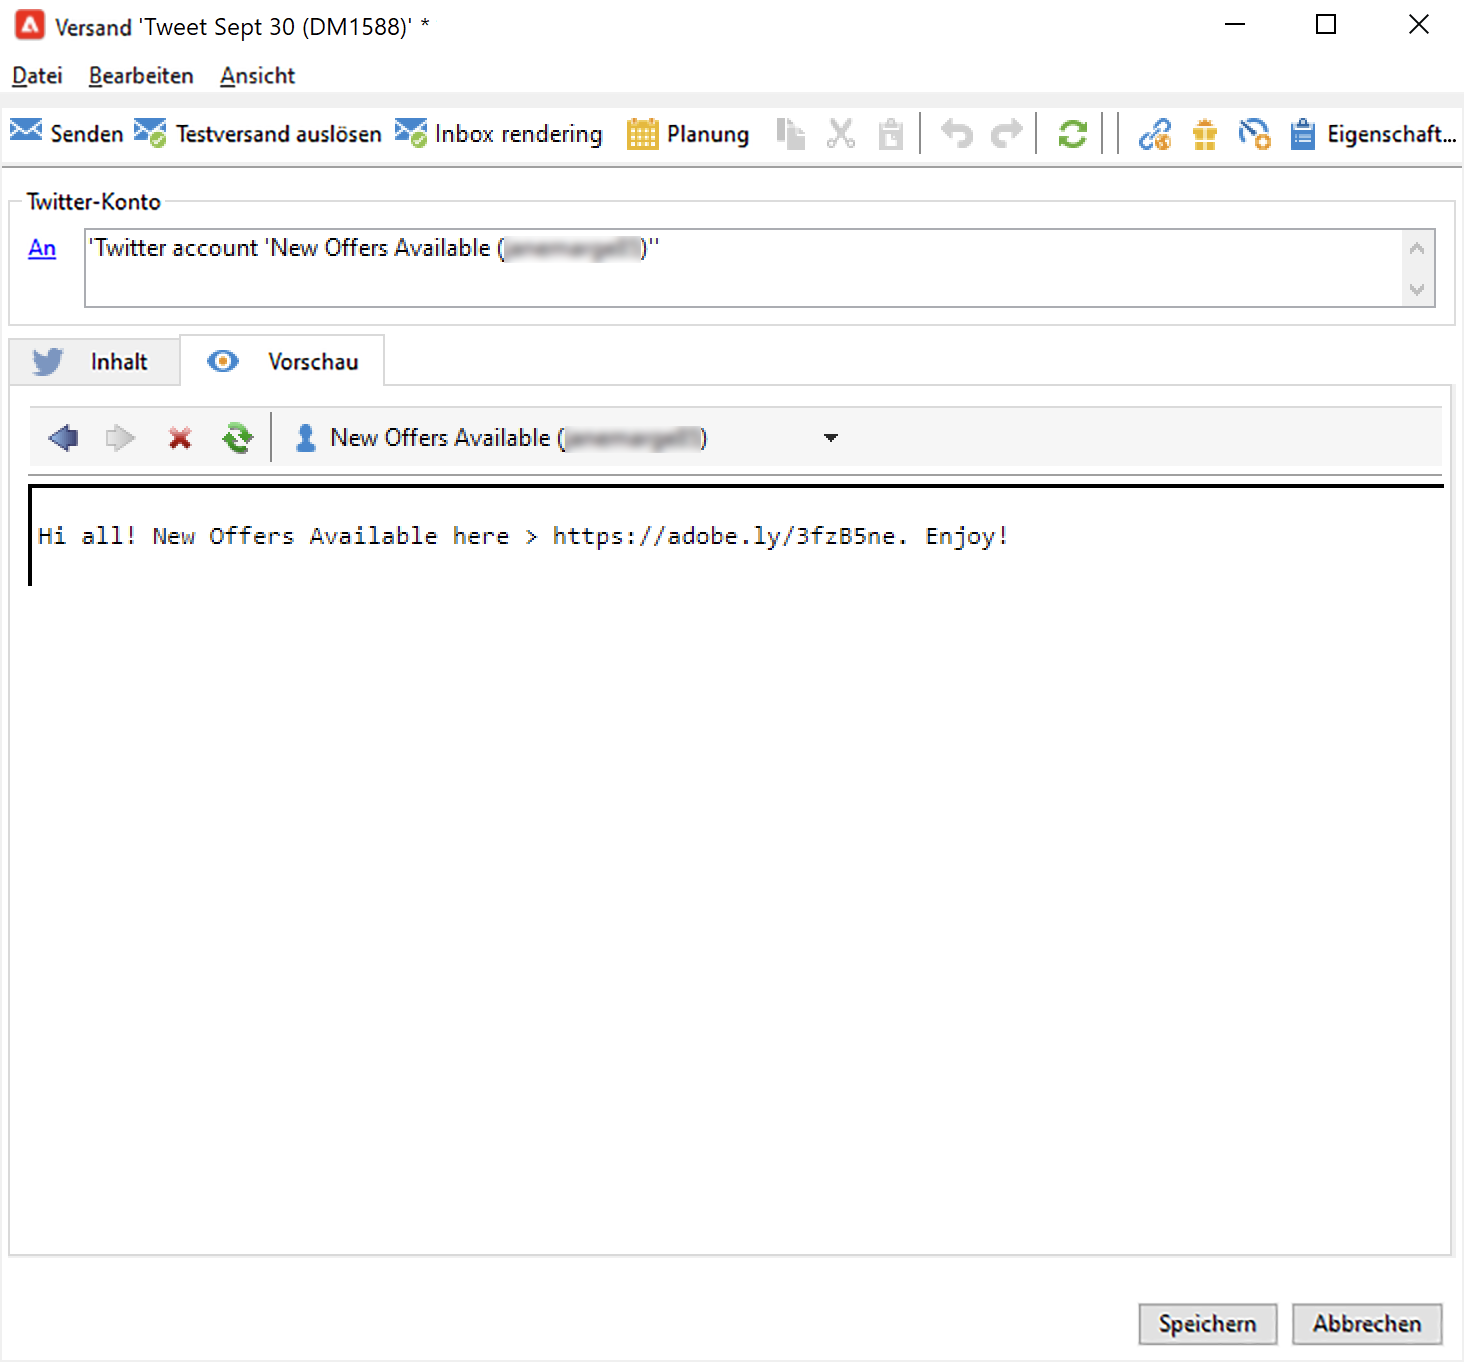 Versand 'Tweet Sept 30 (DM1588)' *
Datei Bearbeiten Ansicht
Senden Testversand auslösen Inbox rendering Planung Eigenschaft...
Twitter-Konto
An 'Twitter account 'New Offers Available ()''
Inhalt Vorschau
New Offers Available ()
Hi all! New Offers Available here > https://adobe.ly/3fzB5ne. Enjoy!
Speichern Abbrechen